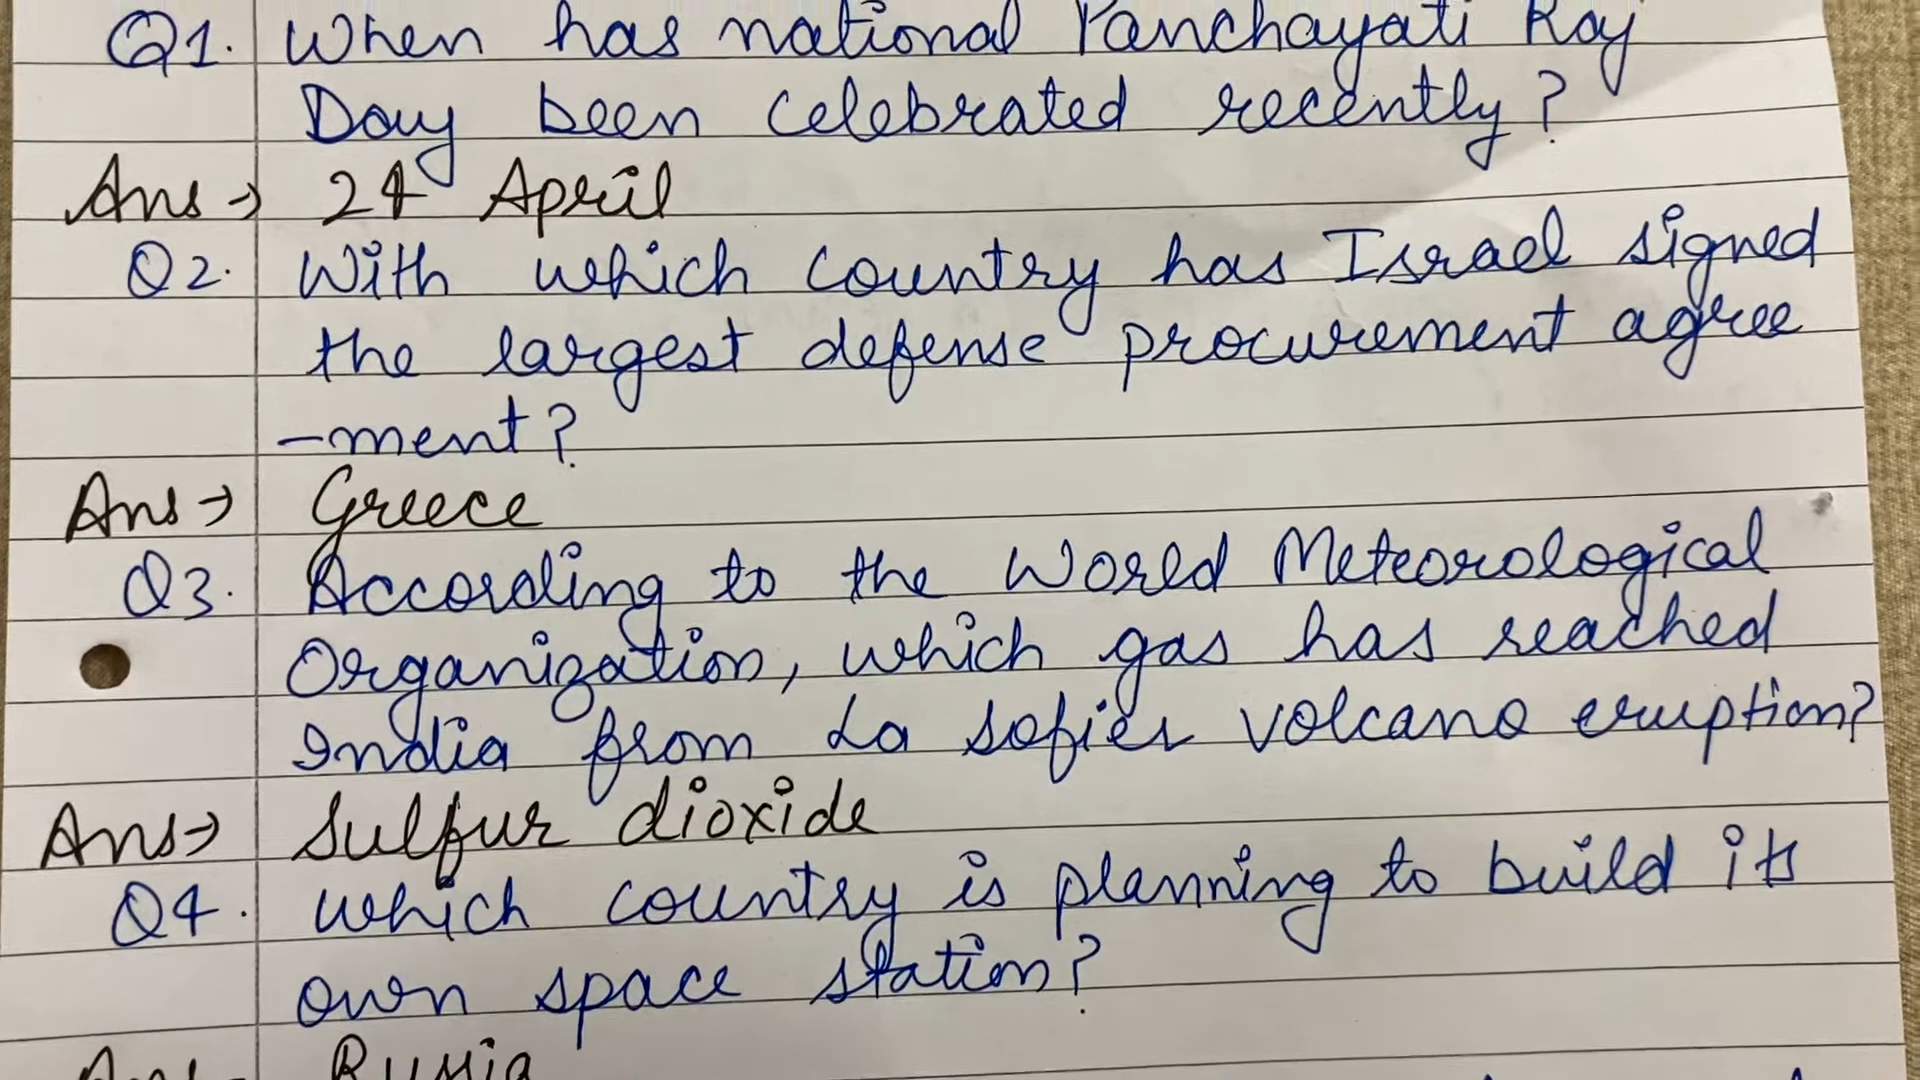 Q1. When has national Panchayati Raj
Day been celebrated recently?
Ans → 24 April
Q2. With which country has Israel signed
the largest defense procurement agree
-ment?
Ans → Greece
Q3. According to the World Meteorological
Organization, which gas has reached
India from La sofier volcano eruption?
Ans → Sulfur dioxide
Q4. which country is planning to build its
own space station?
Ans → Russia